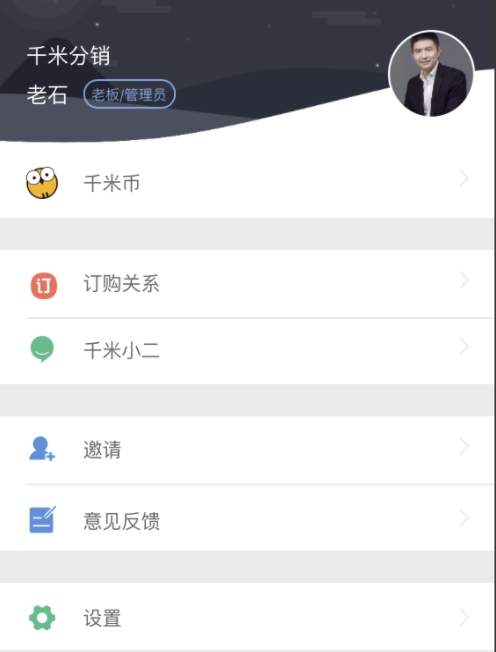 千米分销
老石 老板/管理员
千米币
订 订购关系
千米小二
邀请
意见反馈
设置